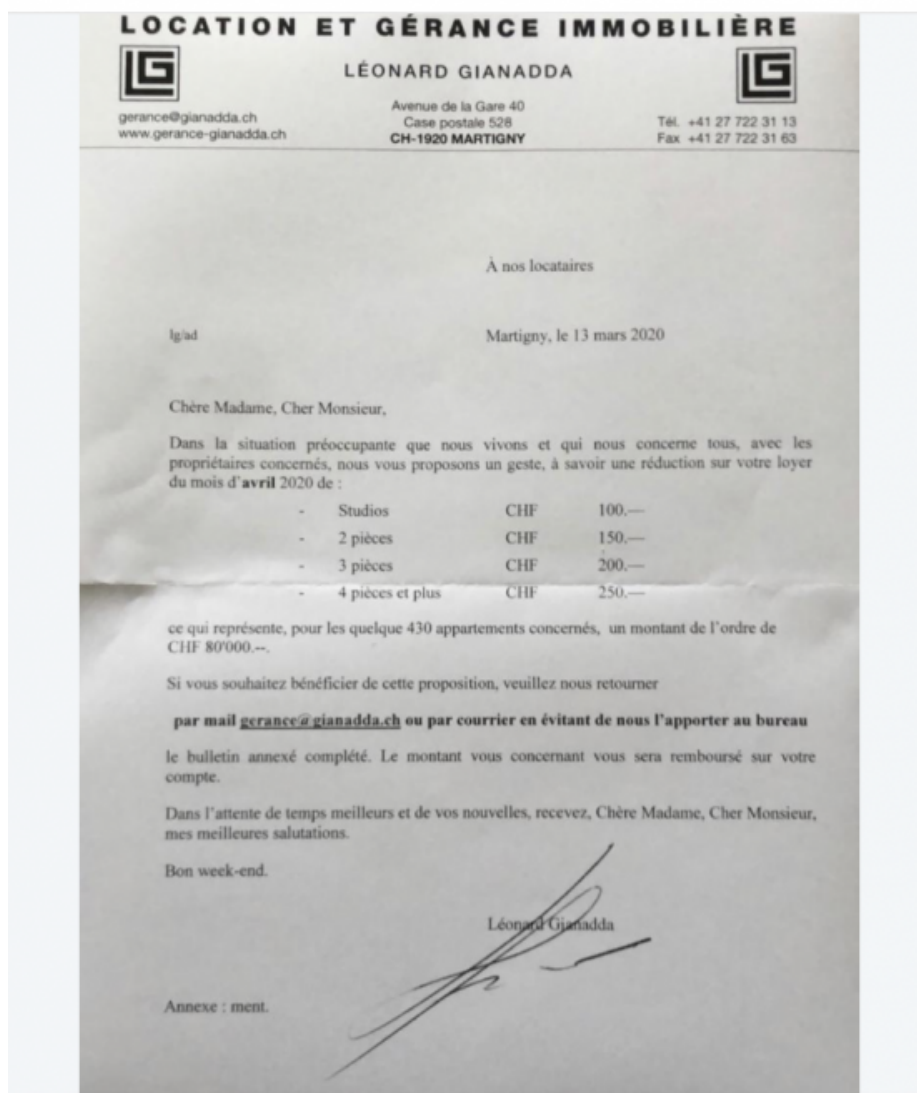 LOCATION ET GÉRANCE IMMOBILIÈRE
LG
LG
LÉONARD GIANADDA
gerance@gianadda.ch
www.gerance-gianadda.ch
Avenue de la Gare 40
Case postale 528
CH-1920 MARTIGNY
Tél. +41 27 722 31 13
Fax +41 27 722 31 63
À nos locataires
lg/ad
Martigny, le 13 mars 2020
Chère Madame, Cher Monsieur,
Dans la situation préoccupante que nous vivons et qui nous concerne tous, avec les
propriétaires concernés, nous vous proposons un geste, à savoir une réduction sur votre loyer
du mois d'avril 2020 de :
- Studios CHF 100.—
- 2 pièces CHF 150.—
- 3 pièces CHF 200.—
- 4 pièces et plus CHF 250.—
ce qui représente, pour les quelque 430 appartements concernés, un montant de l'ordre de
CHF 80'000.--.
Si vous souhaitez bénéficier de cette proposition, veuillez nous retourner
par mail gerance@gianadda.ch ou par courrier en évitant de nous l'apporter au bureau
le bulletin annexé complété. Le montant vous concernant vous sera remboursé sur votre
compte.
Dans l'attente de temps meilleurs et de vos nouvelles, recevez, Chère Madame, Cher Monsieur,
mes meilleures salutations.
Bon week-end.
Léonard Gianadda
Annexe : ment.